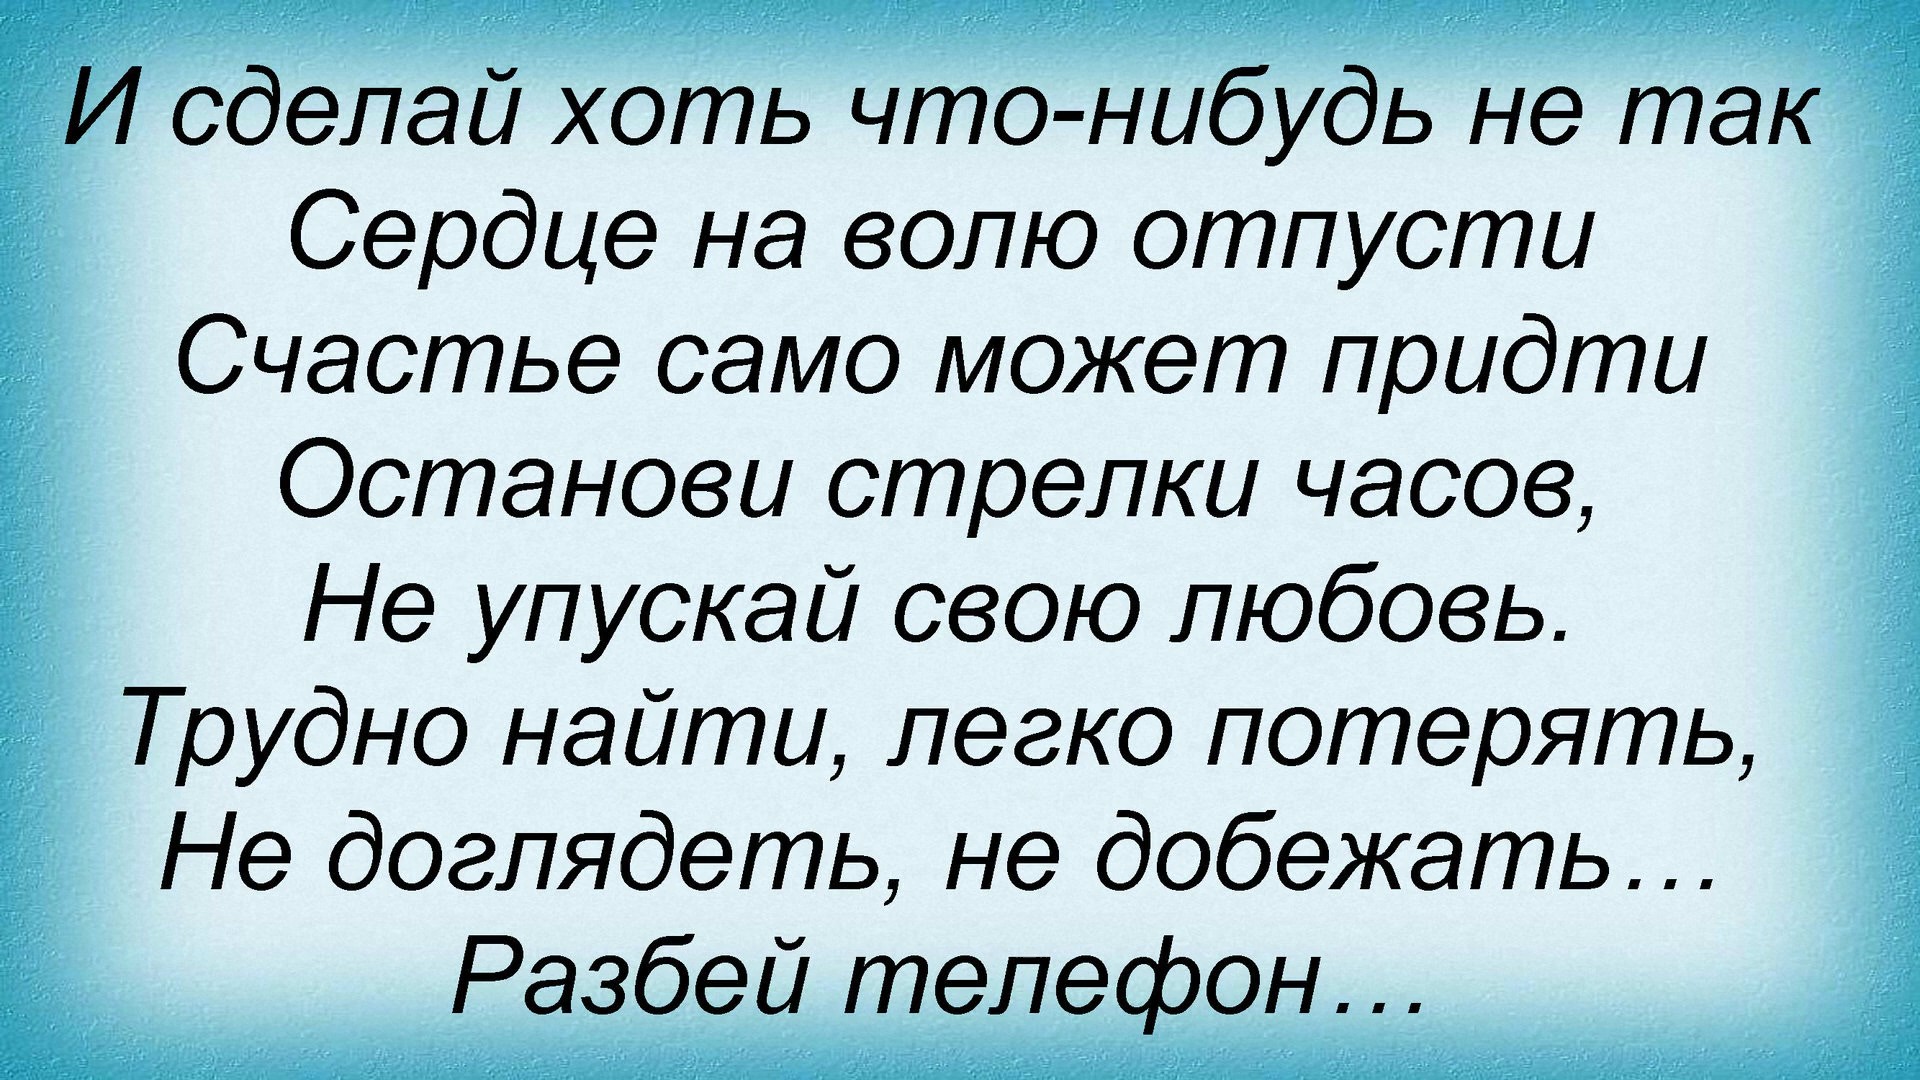 И сделай хоть что-нибудь не так
Сердце на волю отпусти
Счастье само может придти
Останови стрелки часов,
Не упускай свою любовь.
Трудно найти, легко потерять,
Не доглядеть, не добежать…
Разбей телефон…